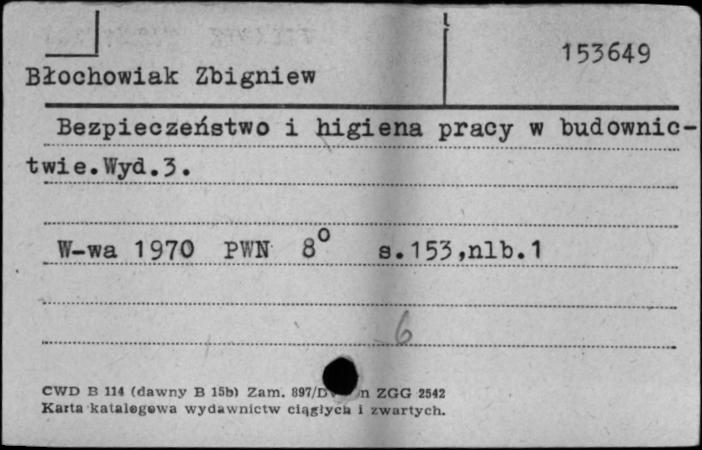 153649
Błochowiak Zbigniew
Bezpieczeństwo i higiena pracy w budownic-
twie.Wyd.3.
W-wa 1970 PWN 8° s.153,nlb.1
6
CWD B 114 (dawny B 15b) Zam. 897/D n ZGG 2542
Karta katalogowa wydawnictw ciągłych i zwartych.